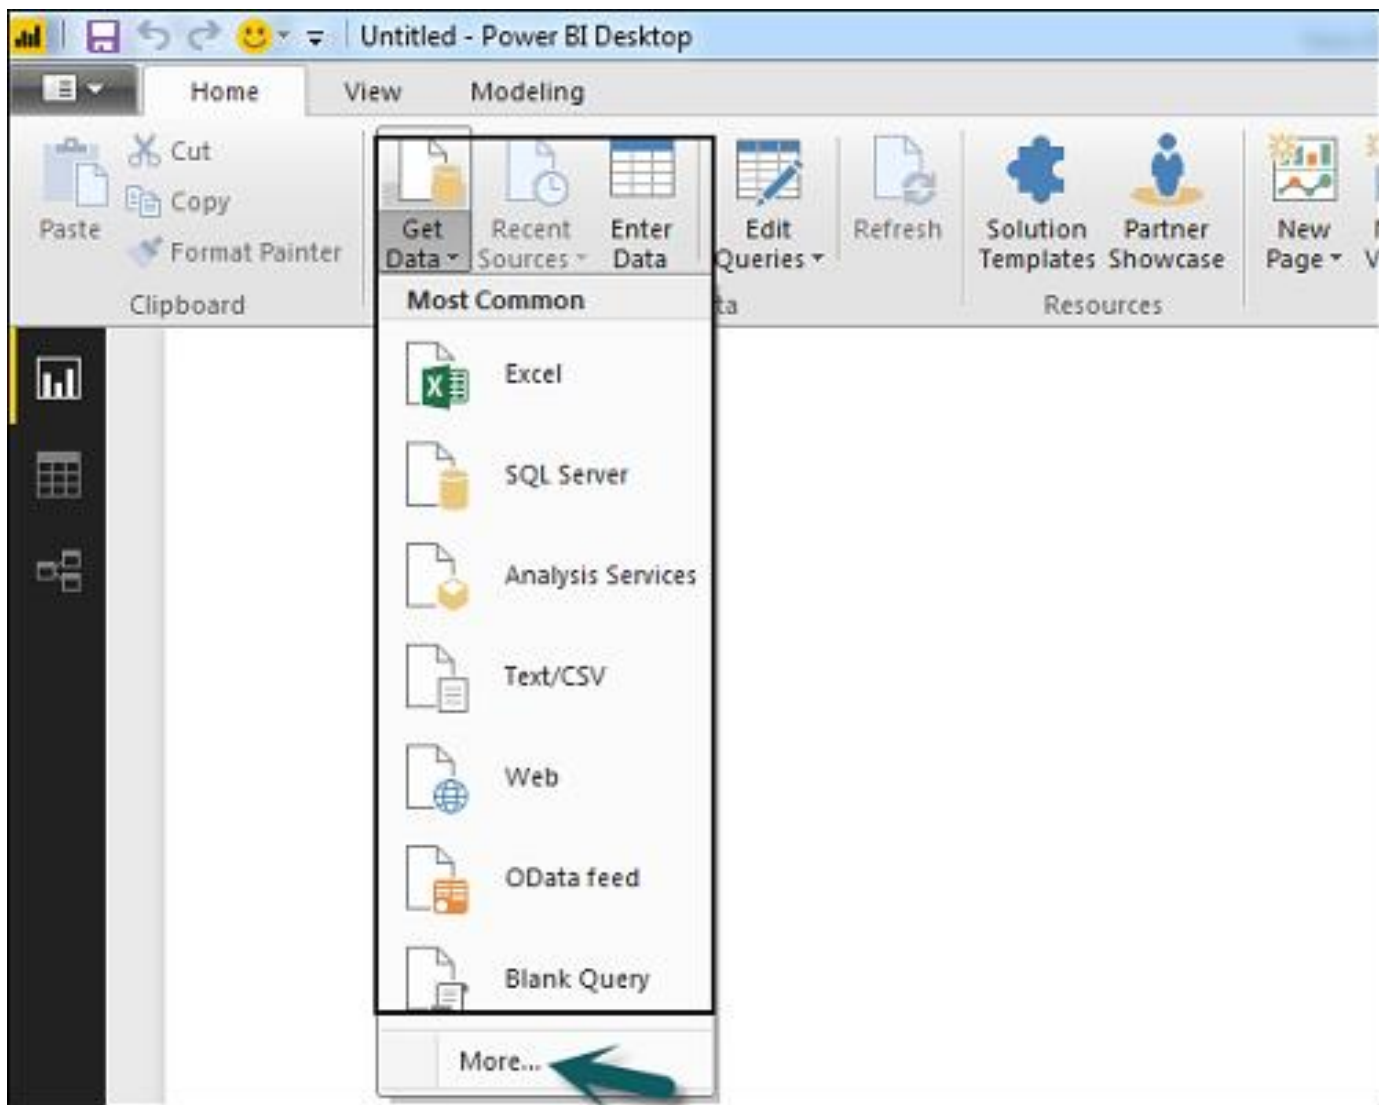 Untitled - Power BI Desktop
Home View Modeling
Cut
Copy
Format Painter
Paste
Clipboard
Get Data
Recent Sources
Enter Data
Edit Queries
Refresh
Solution Templates
Partner Showcase
Resources
New Page
Most Common
Excel
SQL Server
Analysis Services
Text/CSV
Web
OData feed
Blank Query
More...